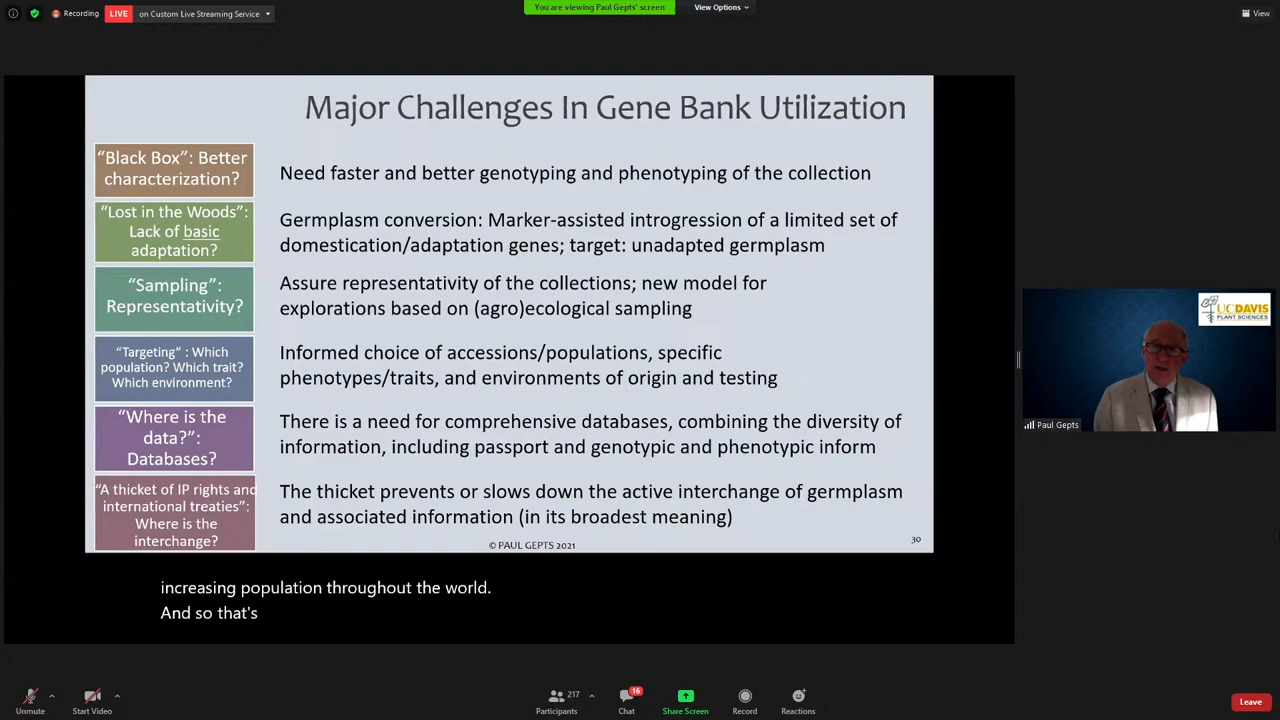 Recording
LIVE
on Custom Live Streaming Service
You are viewing Paul Gepts' screen
View Options
View
Major Challenges In Gene Bank Utilization
"Black Box": Better
characterization?
Need faster and better genotyping and phenotyping of the collection
"Lost in the Woods":
Lack of basic
adaptation?
Germplasm conversion: Marker-assisted introgression of a limited set of
domestication/adaptation genes; target: unadapted germplasm
"Sampling":
Representativity?
Assure representativity of the collections; new model for
explorations based on (agro)ecological sampling
"Targeting" : Which
population? Which trait?
Which environment?
Informed choice of accessions/populations, specific
phenotypes/traits, and environments of origin and testing
"Where is the
data?":
Databases?
There is a need for comprehensive databases, combining the diversity of
information, including passport and genotypic and phenotypic inform
"A thicket of IP rights and
international treaties":
Where is the
interchange?
The thicket prevents or slows down the active interchange of germplasm
and associated information (in its broadest meaning)
© PAUL GEPTS 2021
30
UCDAVIS
PLANT SCIENCES
Paul Gepts
increasing population throughout the world.
And so that's
Unmute
Start Video
217
Participants
16
Chat
Share Screen
Record
Reactions
Leave